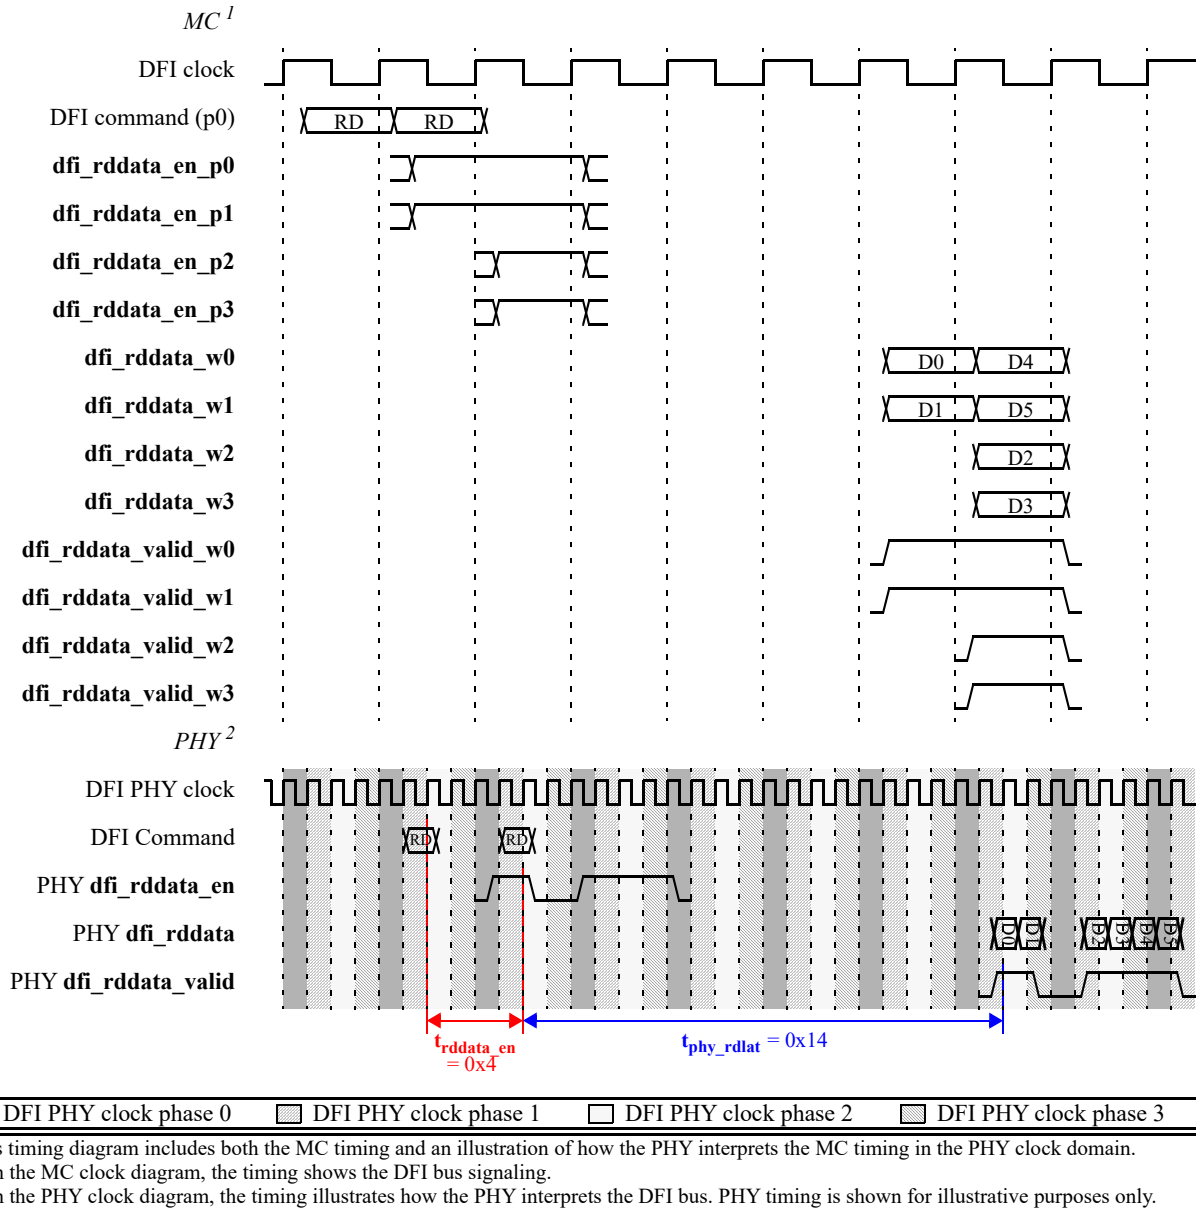 MC 1
DFI clock
DFI command (p0)
RD RD
dfi_rddata_en_p0
dfi_rddata_en_p1
dfi_rddata_en_p2
dfi_rddata_en_p3
dfi_rddata_w0 D0 D4
dfi_rddata_w1 D1 D5
dfi_rddata_w2 D2
dfi_rddata_w3 D3
dfi_rddata_valid_w0
dfi_rddata_valid_w1
dfi_rddata_valid_w2
dfi_rddata_valid_w3
PHY 2
DFI PHY clock
DFI Command RD RD
PHY dfi_rddata_en
PHY dfi_rddata D0 D1 D2 D3 D4 D5
PHY dfi_rddata_valid
trddata_en = 0x4
tphy_rdlat = 0x14
DFI PHY clock phase 0 DFI PHY clock phase 1 DFI PHY clock phase 2 DFI PHY clock phase 3
s timing diagram includes both the MC timing and an illustration of how the PHY interprets the MC timing in the PHY clock domain.
n the MC clock diagram, the timing shows the DFI bus signaling.
n the PHY clock diagram, the timing illustrates how the PHY interprets the DFI bus. PHY timing is shown for illustrative purposes only.